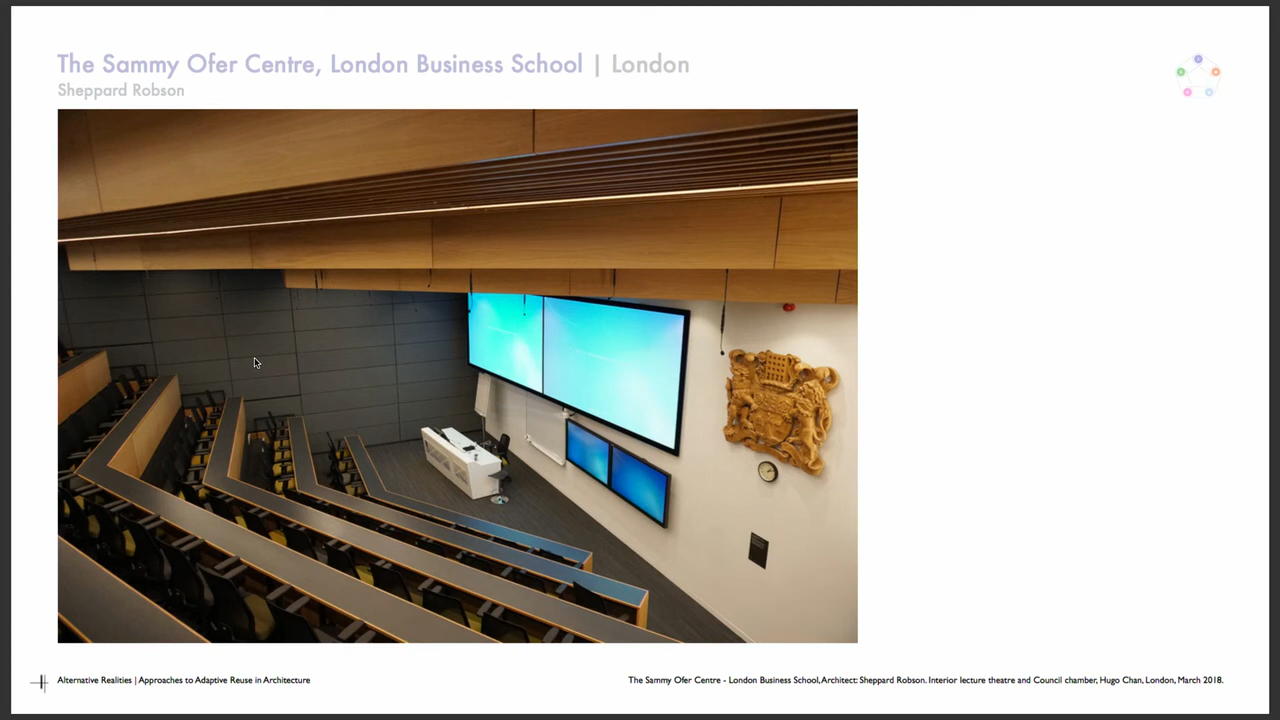 The Sammy Ofer Centre, London Business School | London
Sheppard Robson
Alternative Realities | Approaches to Adaptive Reuse in Architecture
The Sammy Ofer Centre - London Business School, Architect: Sheppard Robson. Interior lecture theatre and Council chamber, Hugo Chan, London, March 2018.